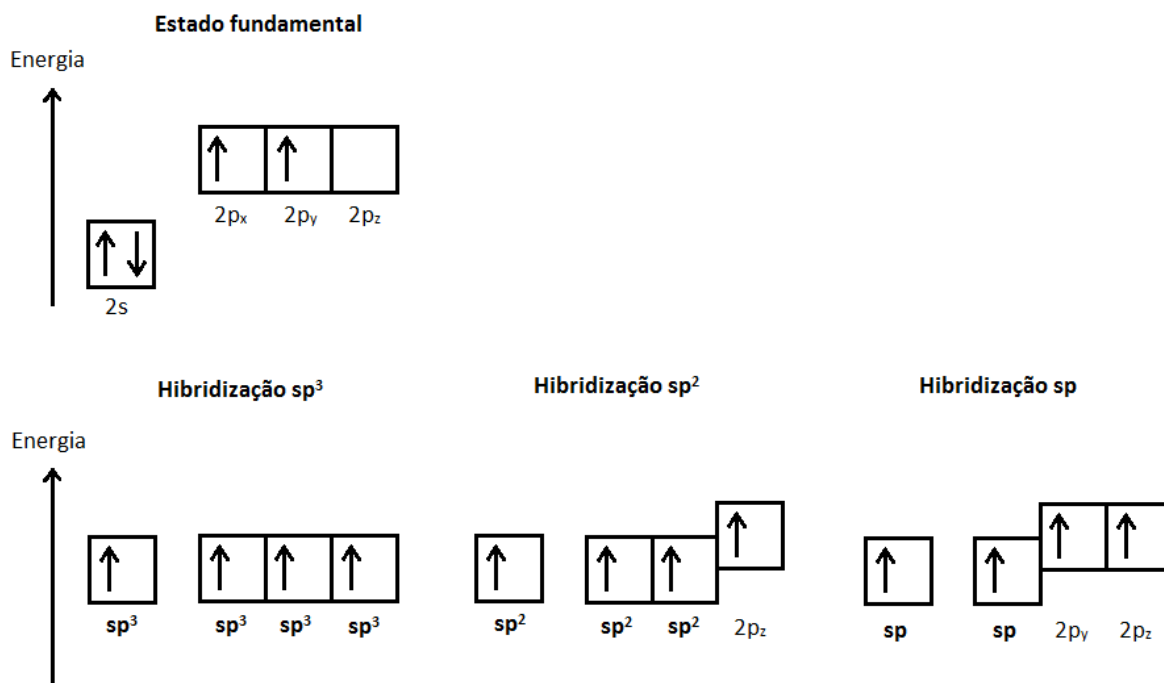 Estado fundamental
Energia
2pₓ 2pᵧ 2p_z
2s
Hibridização sp³ Hibridização sp² Hibridização sp
Energia
sp³ sp³ sp³ sp³ sp² sp² sp² 2p_z sp sp 2pᵧ 2p_z